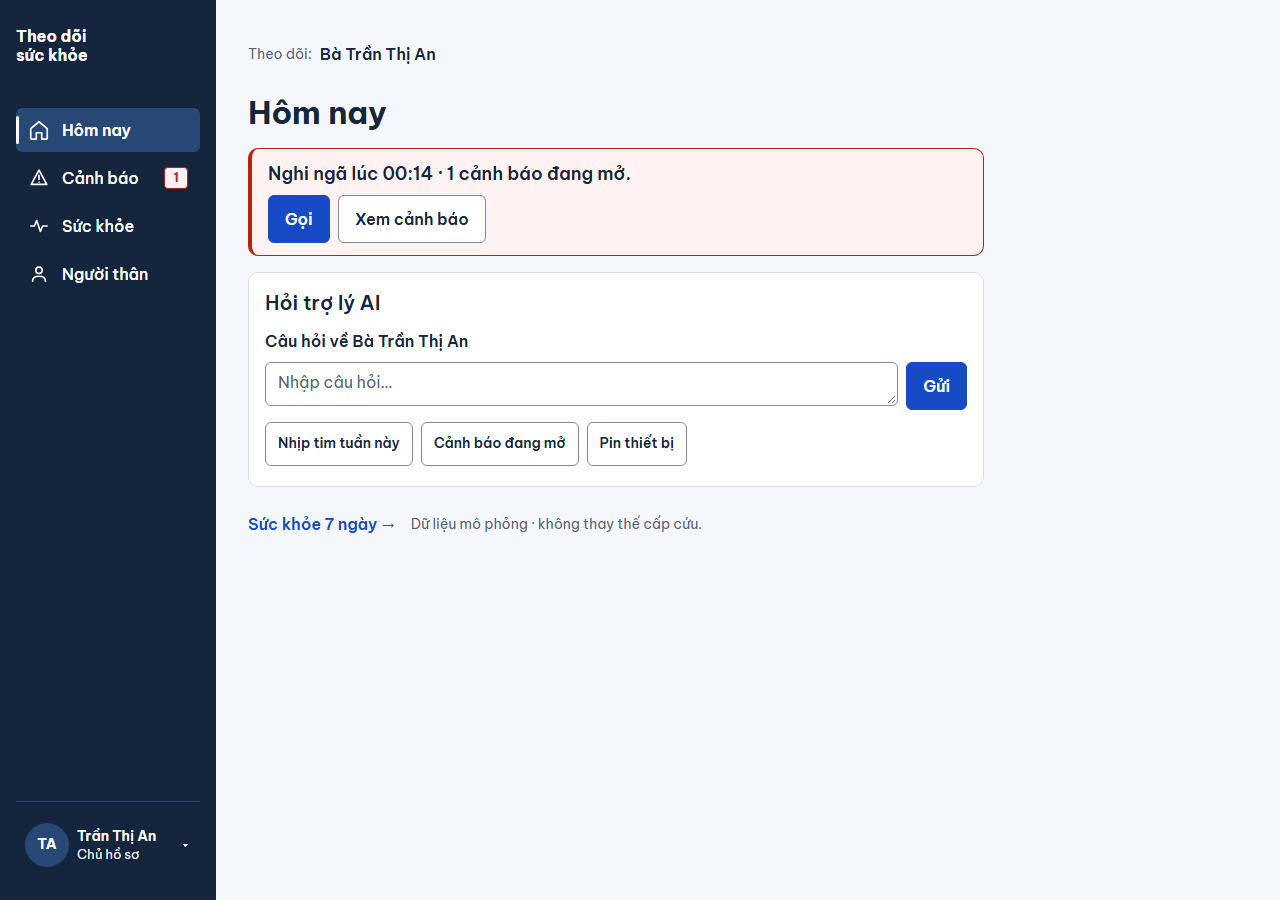 Theo dõi
sức khỏe
Hôm nay
Cảnh báo
1
Sức khỏe
Người thân
TA
Trần Thị An
Chủ hồ sơ
Theo dõi: Bà Trần Thị An
Hôm nay
Nghi ngã lúc 00:14 · 1 cảnh báo đang mở.
Gọi
Xem cảnh báo
Hỏi trợ lý AI
Câu hỏi về Bà Trần Thị An
Nhập câu hỏi...
Gửi
Nhịp tim tuần này
Cảnh báo đang mở
Pin thiết bị
Sức khỏe 7 ngày →
Dữ liệu mô phỏng · không thay thế cấp cứu.